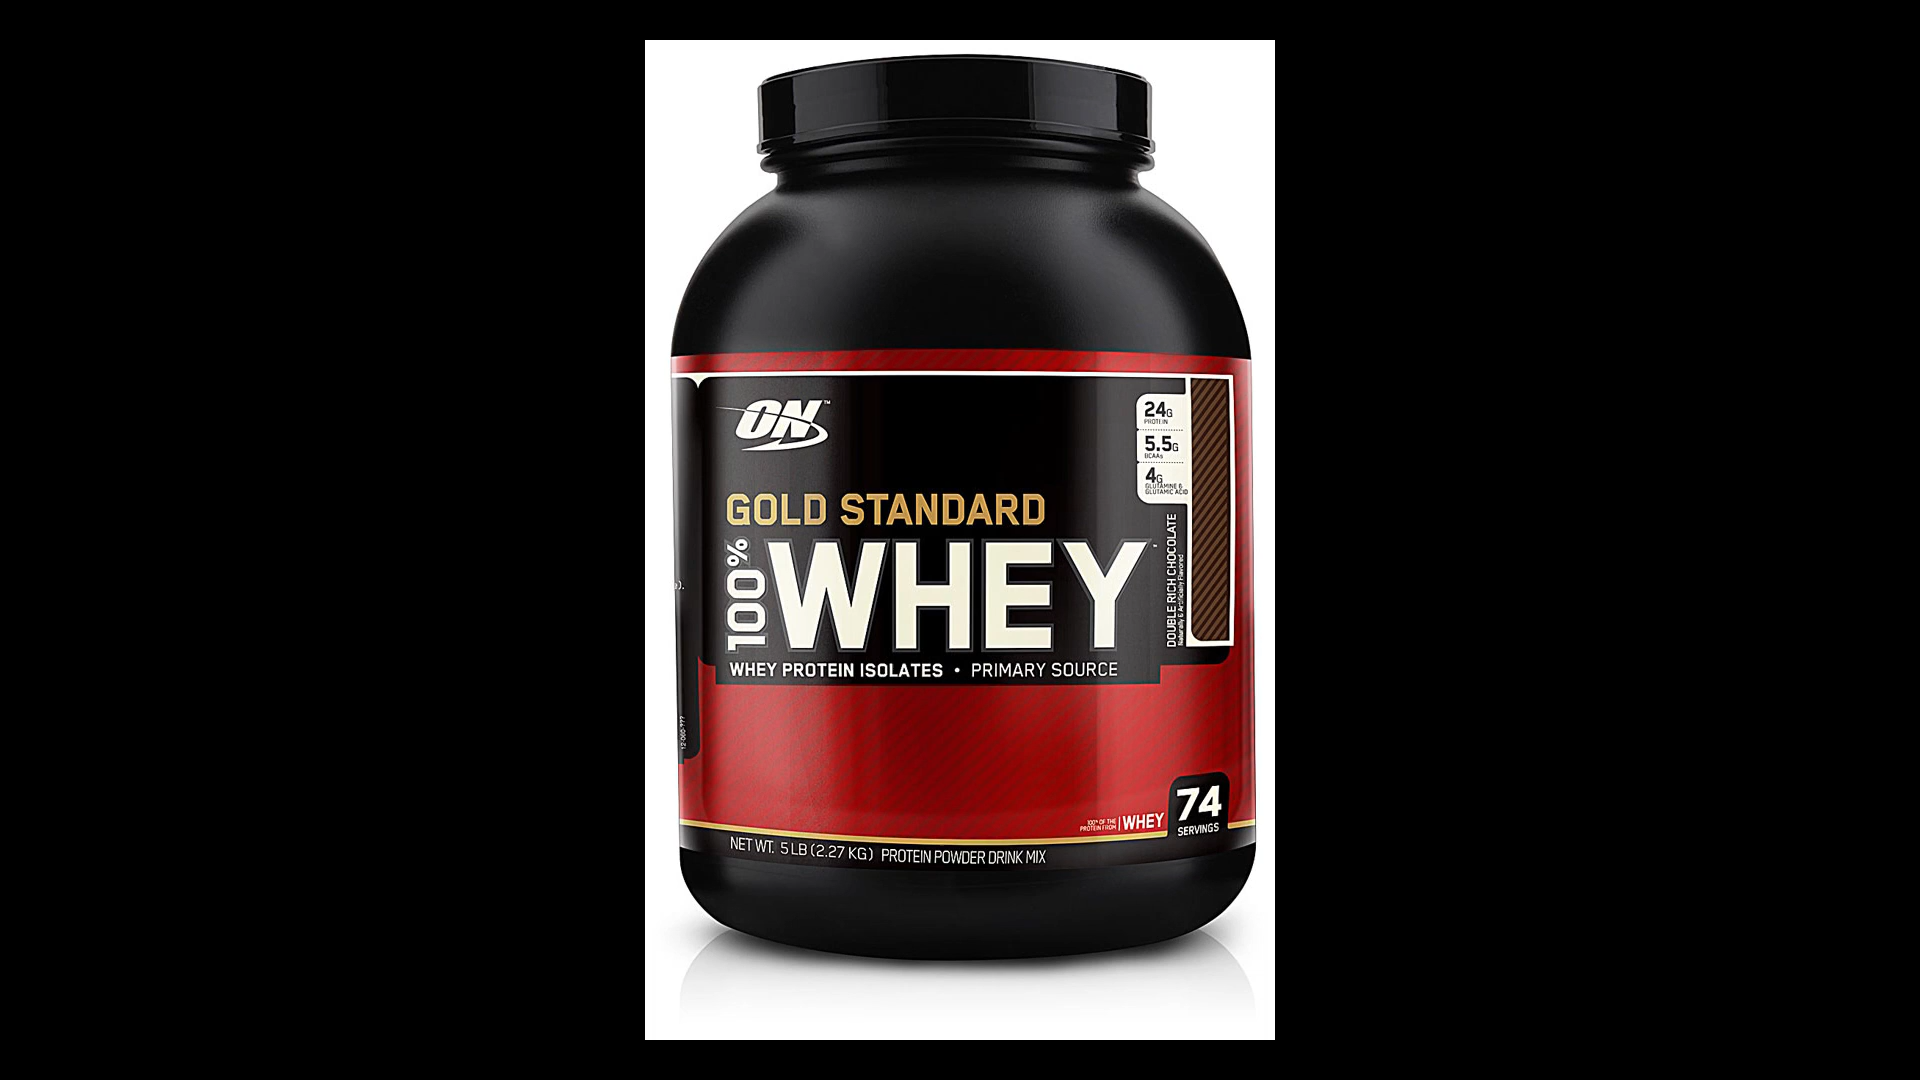 ON™
24G
PROTEIN
5.5G
BCAAs
4G
GLUTAMINE &
GLUTAMIC ACID
GOLD STANDARD
100% WHEY
WHEY PROTEIN ISOLATES • PRIMARY SOURCE
DOUBLE RICH CHOCOLATE
Naturally & Artificially Flavored
100% OF THE
PROTEIN FROM
WHEY
74
SERVINGS
NET WT. 5 LB (2.27 KG) PROTEIN POWDER DRINK MIX